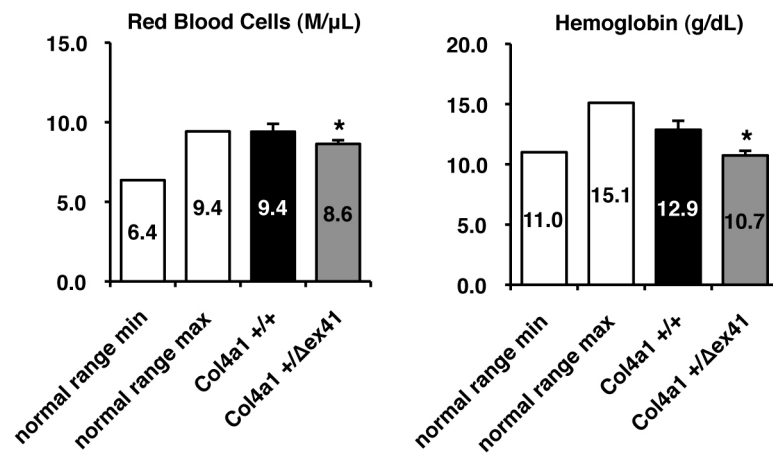 Red Blood Cells (M/µL)
15.0
10.0
5.0
0.0
*
6.4
9.4
9.4
8.6
normal range min
normal range max
Col4a1 +/+
Col4a1 +/Δex41
Hemoglobin (g/dL)
20.0
15.0
10.0
5.0
0.0
*
11.0
15.1
12.9
10.7
normal range min
normal range max
Col4a1 +/+
Col4a1 +/Δex41